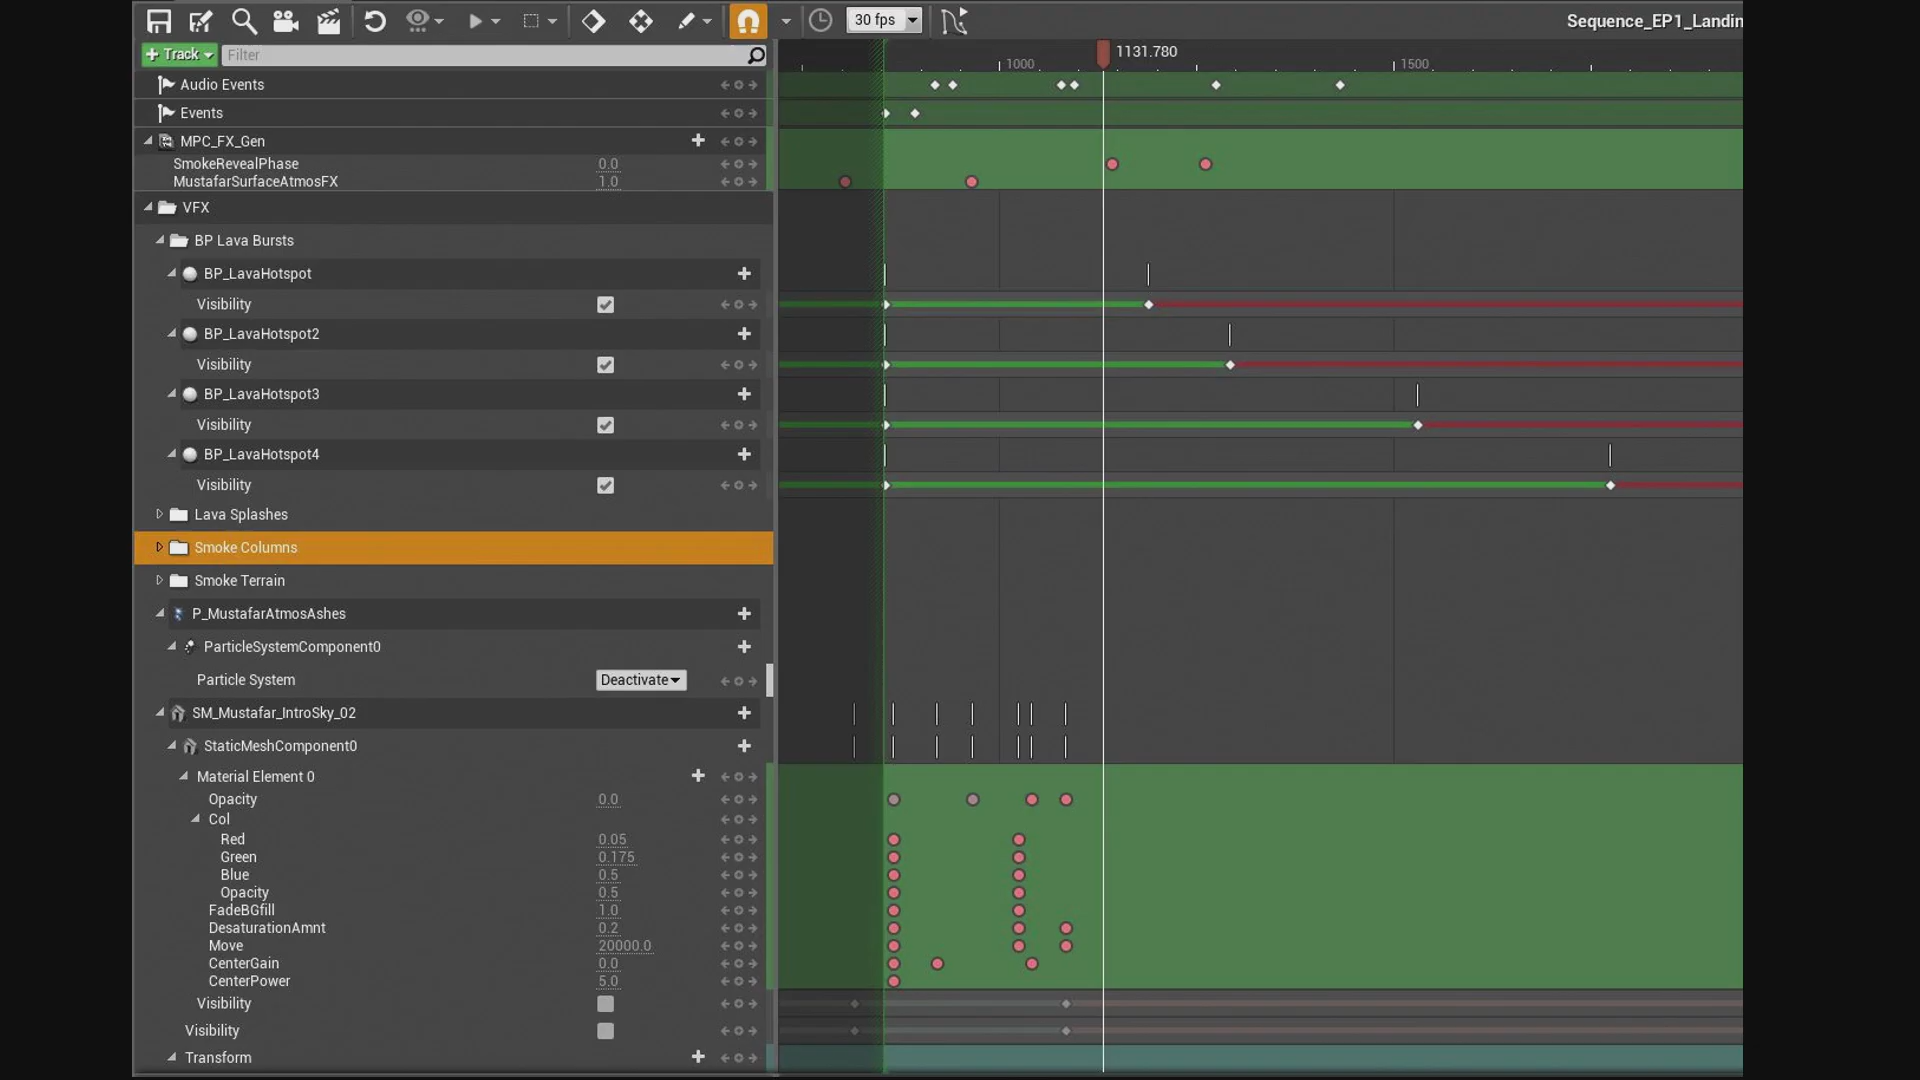 30 fps
Sequence_EP1_Landin
Track
Filter
1131.780
1000
1500
Audio Events
Events
MPC_FX_Gen
SmokeRevealPhase 0.0
MustafarSurfaceAtmosFX 1.0
VFX
BP Lava Bursts
BP_LavaHotspot
Visibility
BP_LavaHotspot2
Visibility
BP_LavaHotspot3
Visibility
BP_LavaHotspot4
Visibility
Lava Splashes
Smoke Columns
Smoke Terrain
P_MustafarAtmosAshes
ParticleSystemComponent0
Particle System Deactivate
SM_Mustafar_IntroSky_02
StaticMeshComponent0
Material Element 0
Opacity 0.0
Col
Red 0.05
Green 0.175
Blue 0.5
Opacity 0.5
FadeBGfill 1.0
DesaturationAmnt 0.2
Move 20000.0
CenterGain 0.0
CenterPower 5.0
Visibility
Visibility
Transform